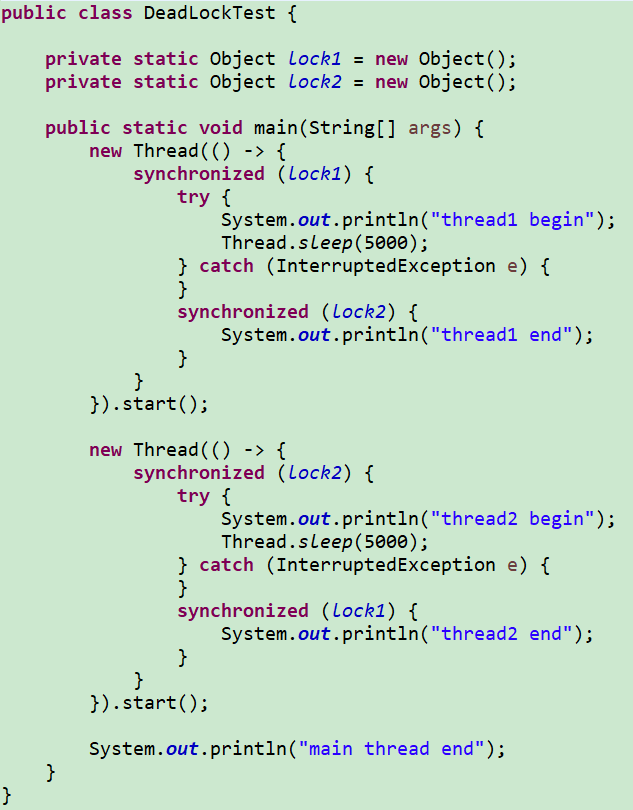 public class DeadLockTest {
    private static Object lock1 = new Object();
    private static Object lock2 = new Object();
    public static void main(String[] args) {
        new Thread(() -> {
            synchronized (lock1) {
                try {
                    System.out.println("thread1 begin");
                    Thread.sleep(5000);
                } catch (InterruptedException e) {
                }
                synchronized (lock2) {
                    System.out.println("thread1 end");
                }
            }
        }).start();
        new Thread(() -> {
            synchronized (lock2) {
                try {
                    System.out.println("thread2 begin");
                    Thread.sleep(5000);
                } catch (InterruptedException e) {
                }
                synchronized (lock1) {
                    System.out.println("thread2 end");
                }
            }
        }).start();
        System.out.println("main thread end");
    }
}